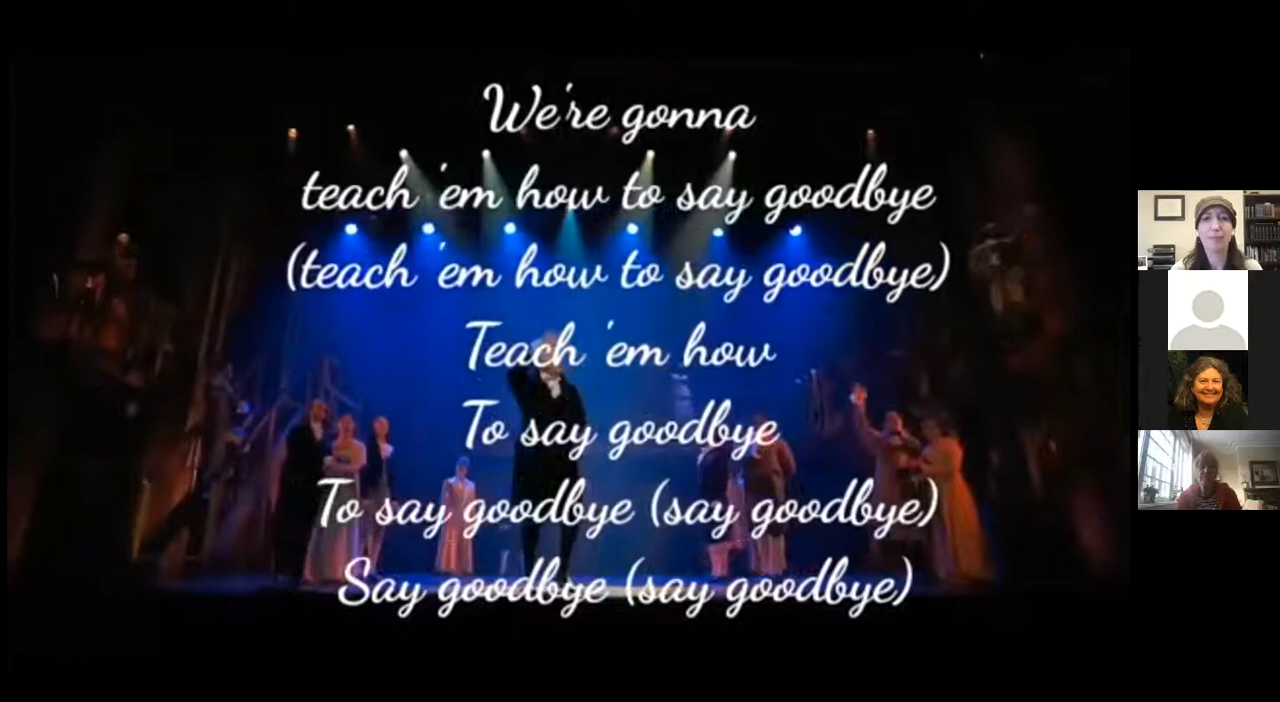 We're gonna
teach 'em how to say goodbye
(teach 'em how to say goodbye)
Teach 'em how
To say goodbye
To say goodbye (say goodbye)
Say goodbye (say goodbye)